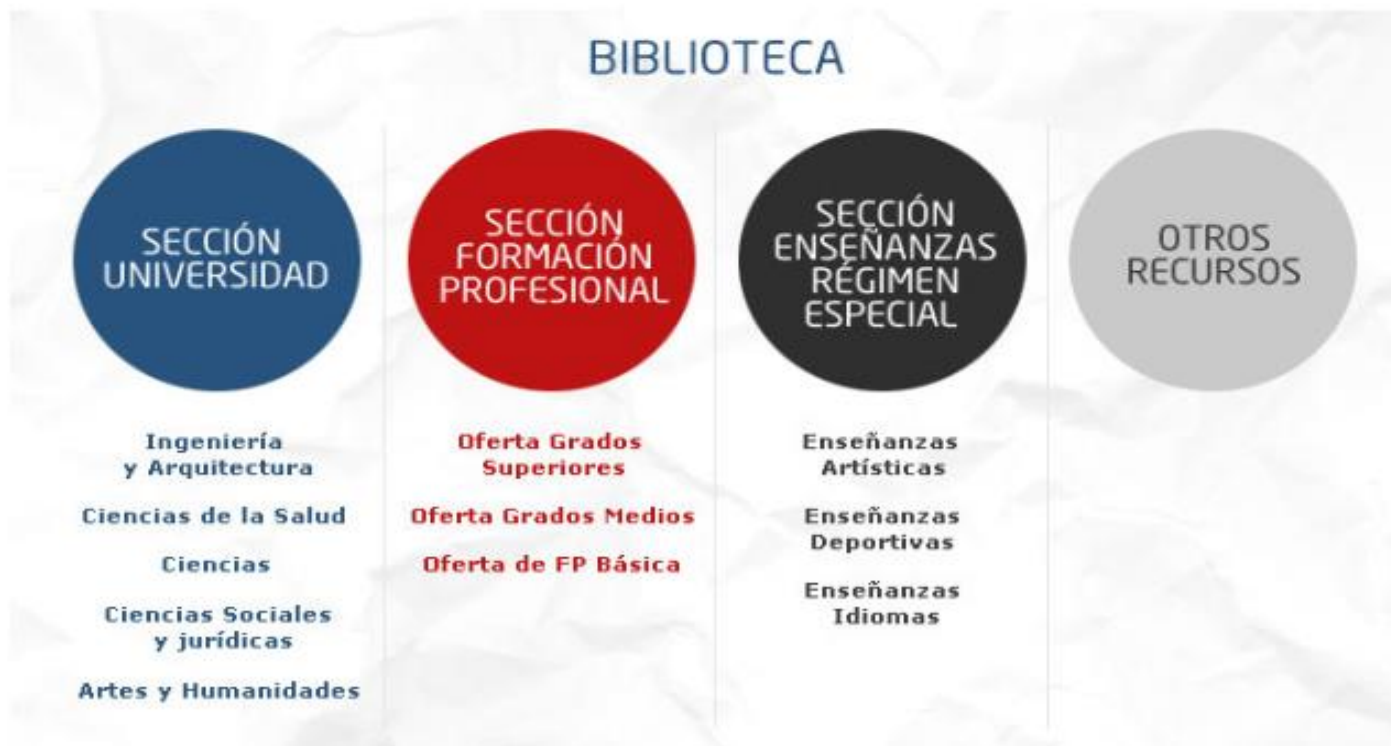 BIBLIOTECA
SECCIÓN
UNIVERSIDAD
Ingeniería
y Arquitectura
Ciencias de la Salud
Ciencias
Ciencias Sociales
y jurídicas
Artes y Humanidades
SECCIÓN
FORMACIÓN
PROFESIONAL
Oferta Grados
Superiores
Oferta Grados Medios
Oferta de FP Básica
SECCIÓN
ENSEÑANZAS
RÉGIMEN
ESPECIAL
Enseñanzas
Artísticas
Enseñanzas
Deportivas
Enseñanzas
Idiomas
OTROS
RECURSOS